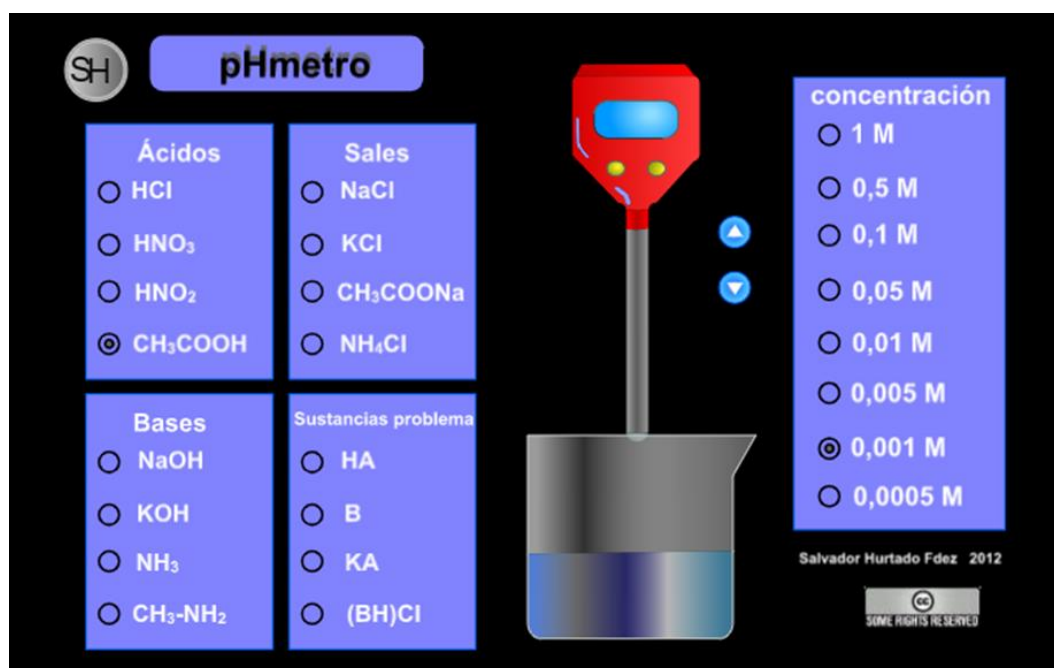 SH
pHmetro
Ácidos
HCl
HNO₃
HNO₂
CH₃COOH
Sales
NaCl
KCl
CH₃COONa
NH₄Cl
Bases
NaOH
KOH
NH₃
CH₃-NH₂
Sustancias problema
HA
B
KA
(BH)Cl
concentración
1 M
0,5 M
0,1 M
0,05 M
0,01 M
0,005 M
0,001 M
0,0005 M
Salvador Hurtado Fdez 2012
cc
SOME RIGHTS RESERVED